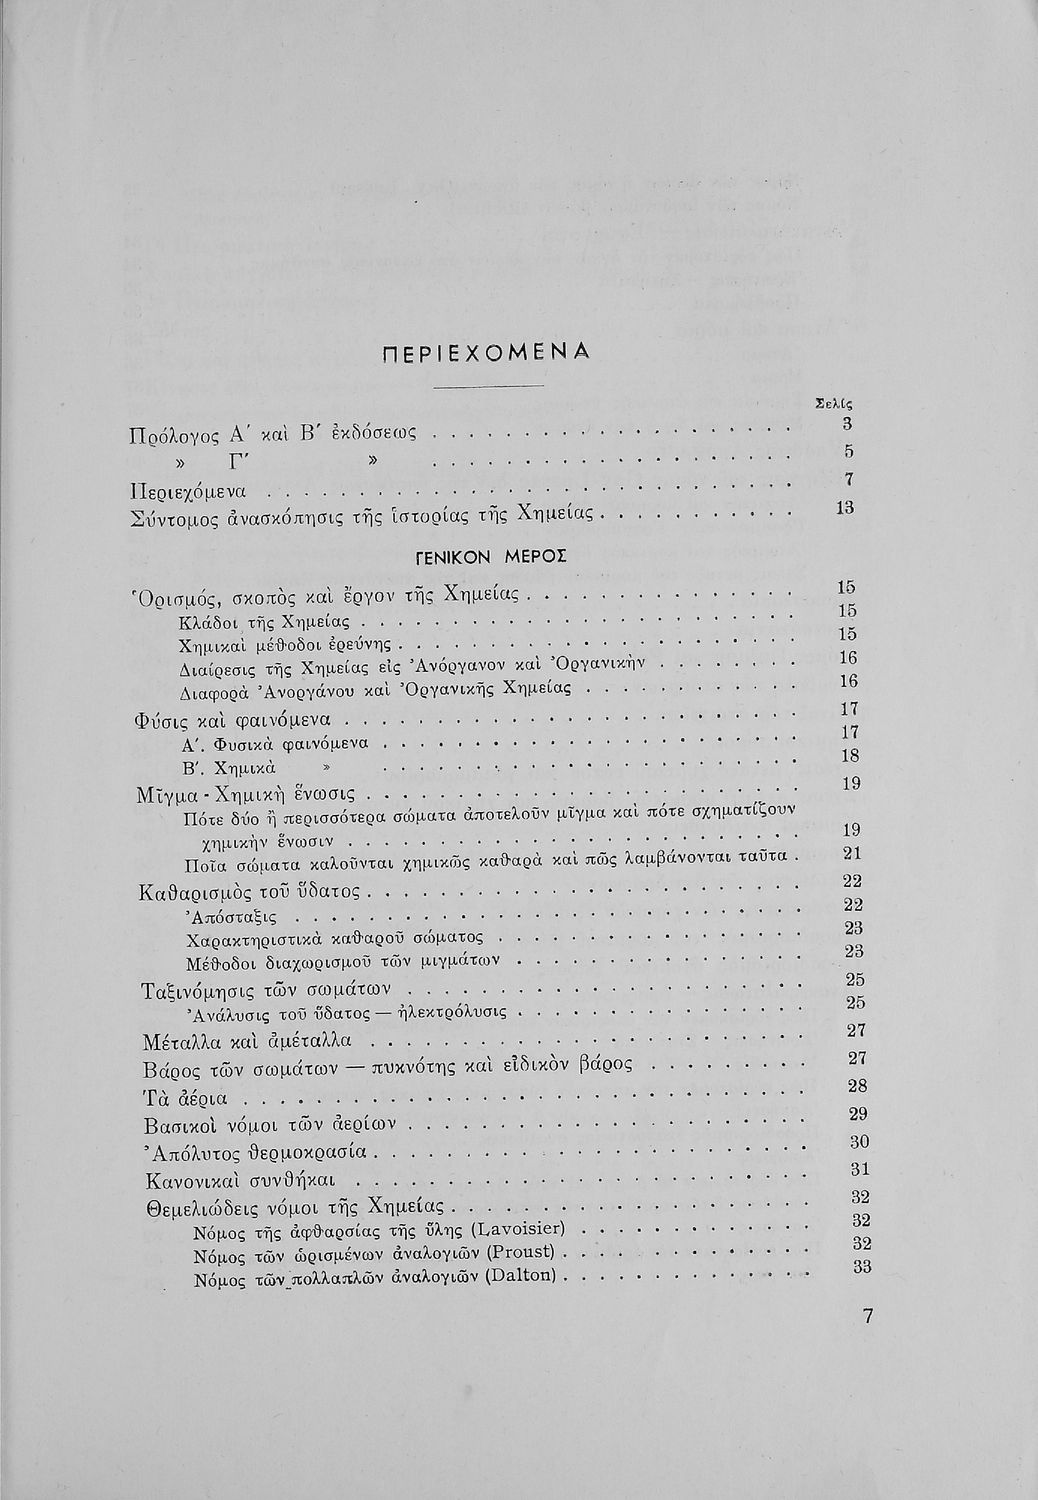 ΠΕΡΙΕΧΟΜΕΝΑ
Σελίς
Πρόλογος Α΄ καὶ Β΄ ἐκδόσεως . . . . . . . . . . . . . . . . . . . . 3
» Γ΄ » . . . . . . . . . . . . . . . . . . . . 5
Περιεχόμενα . . . . . . . . . . . . . . . . . . . . 7
Σύντομος ἀνασκόπησις τῆς ἱστορίας τῆς Χημείας . . . . . . . . . . . 13
ΓΕΝΙΚΟΝ ΜΕΡΟΣ
Ὁρισμός, σκοπὸς καὶ ἔργον τῆς Χημείας . . . . . . . . . . . . . . . 15
Κλάδοι τῆς Χημείας . . . . . . . . . . . . . . . . . . . . 15
Χημικαὶ μέθοδοι ἐρεύνης . . . . . . . . . . . . . . . . . . . . 15
Διαίρεσις τῆς Χημείας εἰς Ἀνόργανον καὶ Ὀργανικὴν . . . . . . . . 16
Διαφορὰ Ἀνοργάνου καὶ Ὀργανικῆς Χημείας . . . . . . . . . . . . 16
Φύσις καὶ φαινόμενα . . . . . . . . . . . . . . . . . . . . 17
Α΄. Φυσικὰ φαινόμενα . . . . . . . . . . . . . . . . . . . . 17
Β΄. Χημικὰ » . . . . . . . . . . . . . . . . . . . . 18
Μῖγμα - Χημικὴ ἕνωσις . . . . . . . . . . . . . . . . . . . . 19
Πότε δύο ἢ περισσότερα σώματα ἀποτελοῦν μῖγμα καὶ πότε σχηματίζουν
χημικὴν ἕνωσιν . . . . . . . . . . . . . . . . . . . . 19
Ποῖα σώματα καλοῦνται χημικῶς καθαρὰ καὶ πῶς λαμβάνονται ταῦτα . 21
Καθαρισμὸς τοῦ ὕδατος . . . . . . . . . . . . . . . . . . . . 22
Ἀπόσταξις . . . . . . . . . . . . . . . . . . . . 22
Χαρακτηριστικὰ καθαροῦ σώματος . . . . . . . . . . . . . . . . . 23
Μέθοδοι διαχωρισμοῦ τῶν μιγμάτων . . . . . . . . . . . . . . . . 23
Ταξινόμησις τῶν σωμάτων . . . . . . . . . . . . . . . . . . . . 25
Ἀνάλυσις τοῦ ὕδατος — ἠλεκτρόλυσις . . . . . . . . . . . . . . . . 25
Μέταλλα καὶ ἀμέταλλα . . . . . . . . . . . . . . . . . . . . 27
Βάρος τῶν σωμάτων — πυκνότης καὶ εἰδικὸν βάρος . . . . . . . . . 27
Τὰ ἀέρια . . . . . . . . . . . . . . . . . . . . 28
Βασικοὶ νόμοι τῶν ἀερίων . . . . . . . . . . . . . . . . . . . . 29
Ἀπόλυτος θερμοκρασία . . . . . . . . . . . . . . . . . . . . 30
Κανονικαὶ συνθῆκαι . . . . . . . . . . . . . . . . . . . . 31
Θεμελιώδεις νόμοι τῆς Χημείας . . . . . . . . . . . . . . . . . . . . 32
Νόμος τῆς ἀφθαρσίας τῆς ὕλης (Lavoisier) . . . . . . . . . . . . . 32
Νόμος τῶν ὡρισμένων ἀναλογιῶν (Proust) . . . . . . . . . . . . . . 32
Νόμος τῶν πολλαπλῶν ἀναλογιῶν (Dalton) . . . . . . . . . . . . . . 33
7